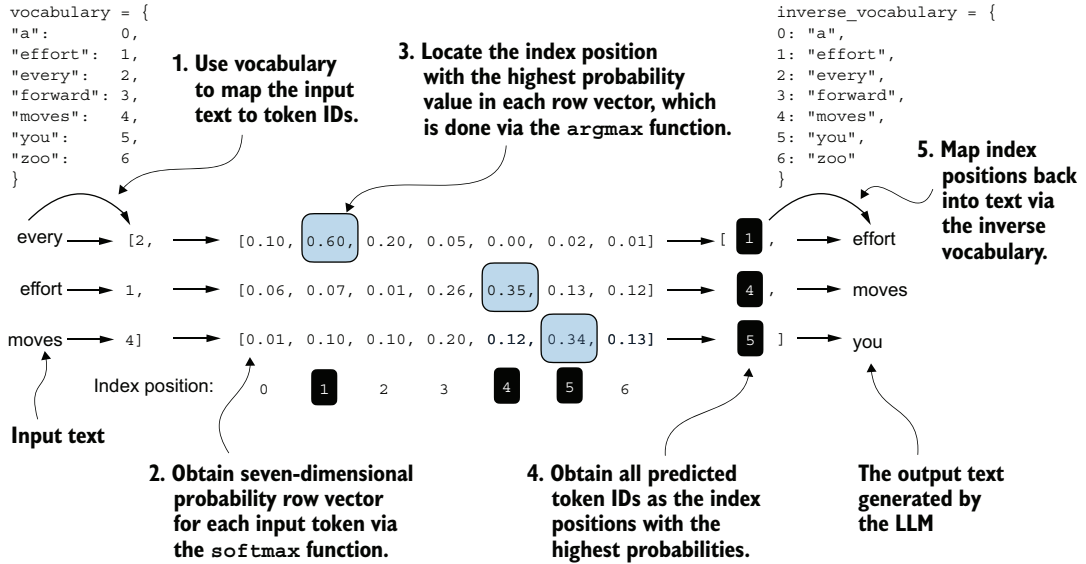 vocabulary = {
"a":       0,
"effort":  1,
"every":   2,
"forward": 3,
"moves":   4,
"you":     5,
"zoo":     6
}
1. Use vocabulary
to map the input
text to token IDs.
3. Locate the index position
with the highest probability
value in each row vector, which
is done via the argmax function.
inverse_vocabulary = {
0: "a",
1: "effort",
2: "every",
3: "forward",
4: "moves",
5: "you",
6: "zoo"
}
5. Map index
positions back
into text via
the inverse
vocabulary.
every [2, [0.10, 0.60, 0.20, 0.05, 0.00, 0.02, 0.01] [ 1 , effort
effort 1, [0.06, 0.07, 0.01, 0.26, 0.35, 0.13, 0.12] 4 , moves
moves 4] [0.01, 0.10, 0.10, 0.20, 0.12, 0.34, 0.13] 5 ] you
Index position: 0 1 2 3 4 5 6
Input text
2. Obtain seven-dimensional
probability row vector
for each input token via
the softmax function.
4. Obtain all predicted
token IDs as the index
positions with the
highest probabilities.
The output text
generated by
the LLM